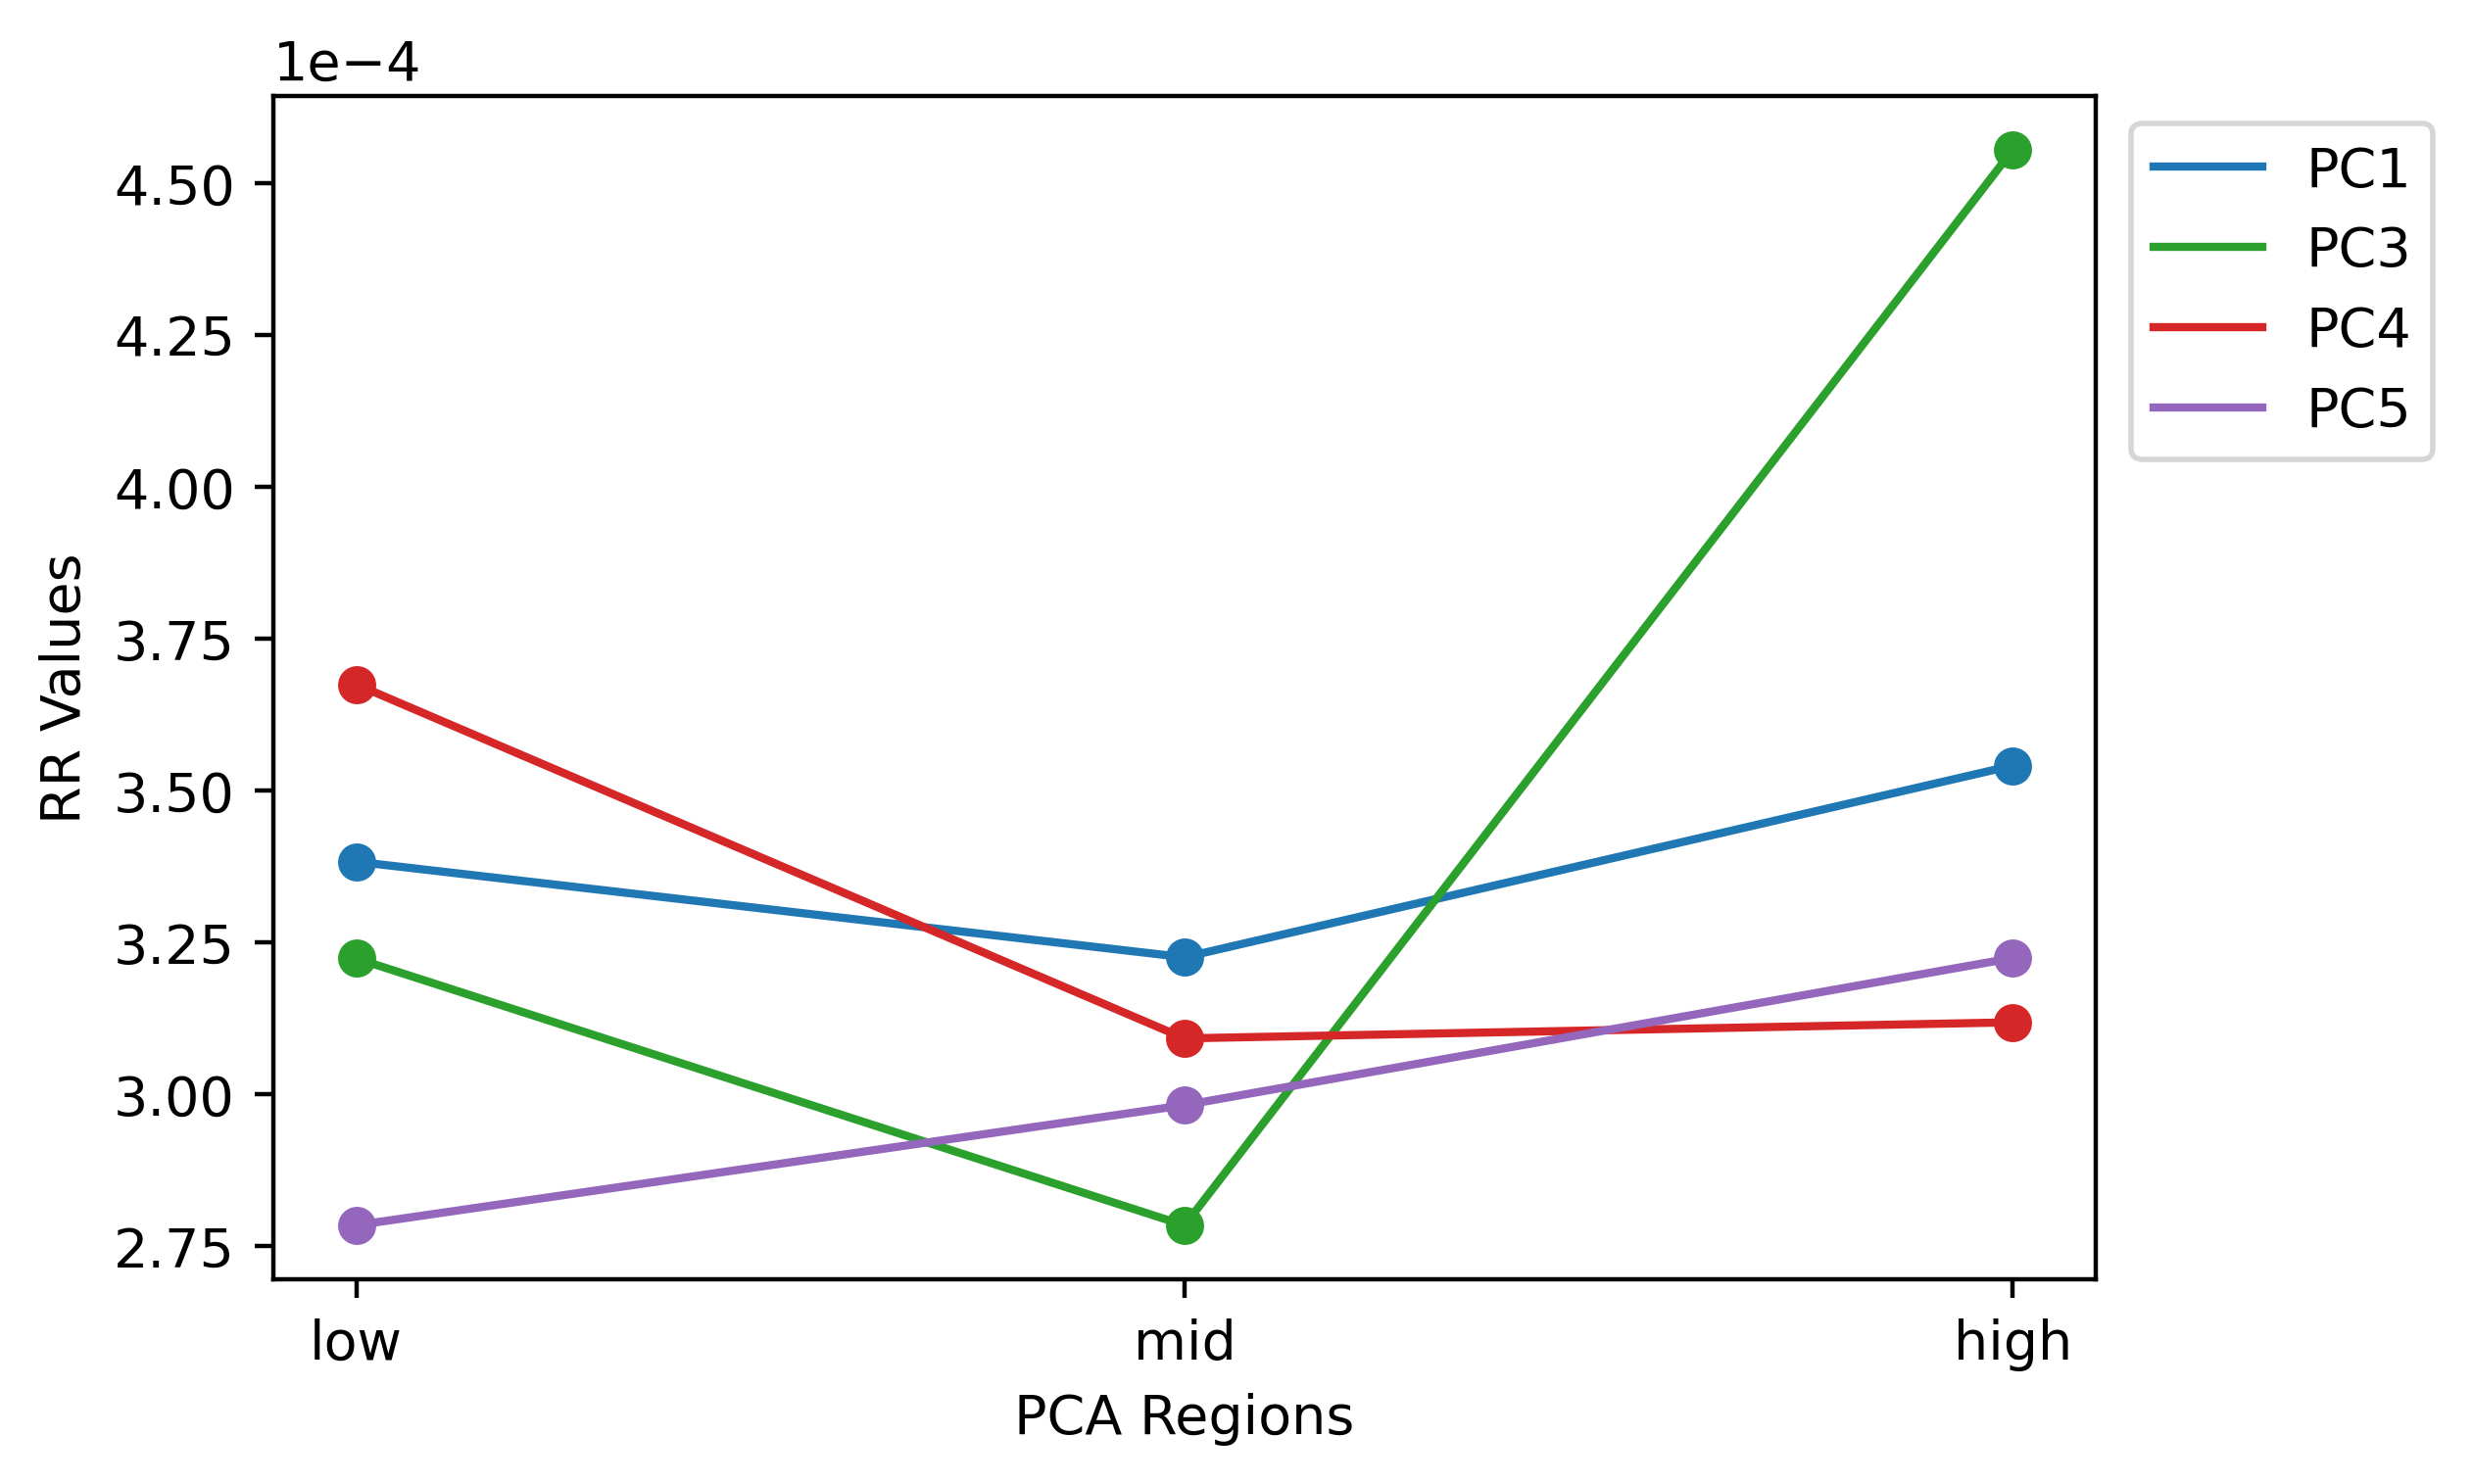 1e−4
4.50
4.25
4.00
3.75
3.50
3.25
3.00
2.75
RR Values
low
mid
high
PCA Regions
PC1
PC3
PC4
PC5